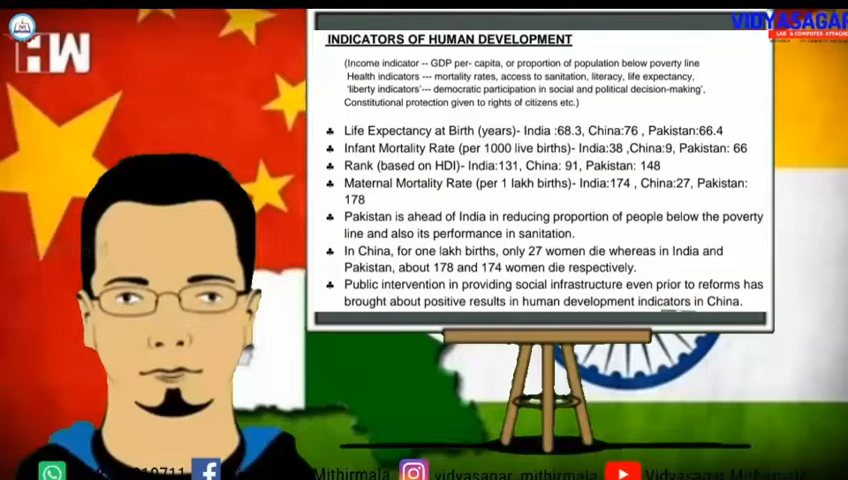 VIDYASAGAR
HW
INDICATORS OF HUMAN DEVELOPMENT
(Income indicator -- GDP per- capita, or proportion of population below poverty line
Health indicators --- mortality rates, access to sanitation, literacy, life expectancy,
'liberty indicators'--- democratic participation in social and political decision-making',
Constitutional protection given to rights of citizens etc.)
♣ Life Expectancy at Birth (years)- India :68.3, China:76 , Pakistan:66.4
♣ Infant Mortality Rate (per 1000 live births)- India:38 ,China:9, Pakistan: 66
♣ Rank (based on HDI)- India:131, China: 91, Pakistan: 148
♣ Maternal Mortality Rate (per 1 lakh births)- India:174 , China:27, Pakistan:
178
♣ Pakistan is ahead of India in reducing proportion of people below the poverty
line and also its performance in sanitation.
♣ In China, for one lakh births, only 27 women die whereas in India and
Pakistan, about 178 and 174 women die respectively.
♣ Public intervention in providing social infrastructure even prior to reforms has
brought about positive results in human development indicators in China.
Mithirmala vidyasagar_mithirmala Vidyasagar Mithirmala